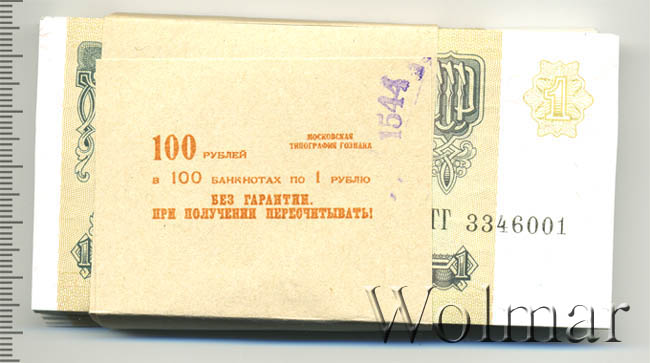 1544
100 РУБЛЕЙ
МОСКОВСКАЯ
ТИПОГРАФИЯ ГОЗНАКА
в 100 БАНКНОТАХ ПО 1 РУБЛЮ
БЕЗ ГАРАНТИИ.
ПРИ ПОЛУЧЕНИИ ПЕРЕСЧИТЫВАТЬ!
1
ТГ 3346001
1
1
Wolmar